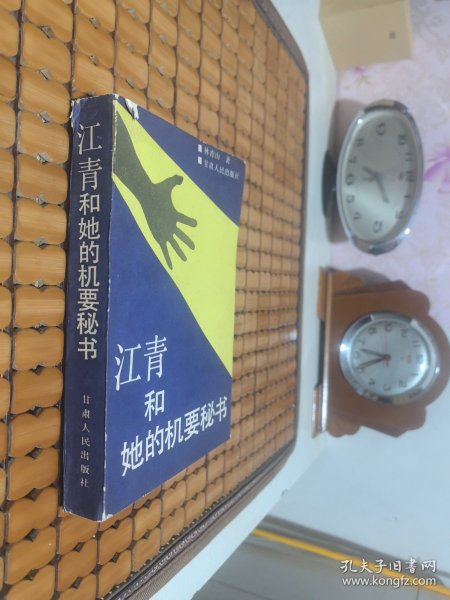 江青和她的机要秘书
甘肃人民出版社
林青山 著
甘肃人民出版社
江青
和
她的机要秘书
孔夫子旧书网
www.kongfz.com